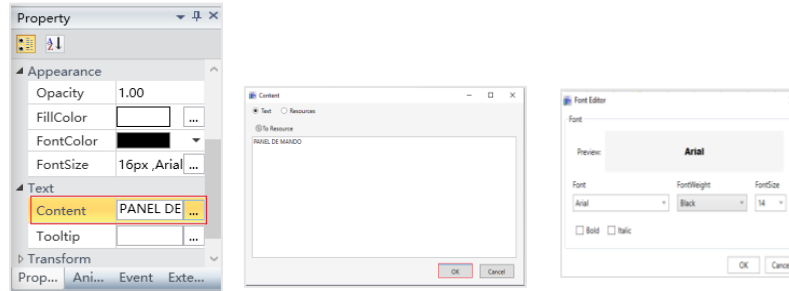 Property
Appearance
Opacity 1.00
FillColor ...
FontColor
FontSize 16px ,Arial ...
Text
Content PANEL DE ...
Tooltip ...
Transform
Prop... Ani... Event Exte...
Content
Text Resources
To Resource
PANEL DE MANDO
OK Cancel
Font Editor
Font
Preview: Arial
Font FontWeight FontSize
Arial Black 14
Bold Italic
OK Cance